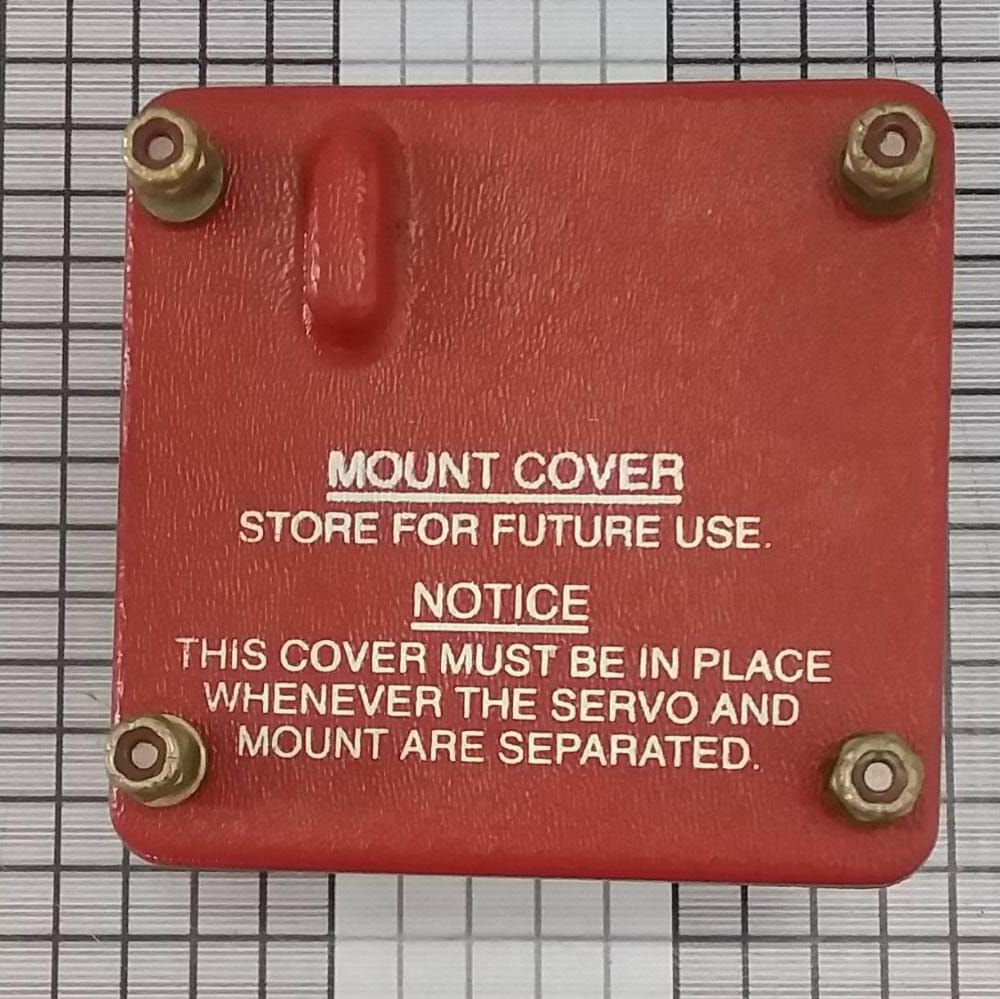 MOUNT COVER
STORE FOR FUTURE USE.
NOTICE
THIS COVER MUST BE IN PLACE
WHENEVER THE SERVO AND
MOUNT ARE SEPARATED.